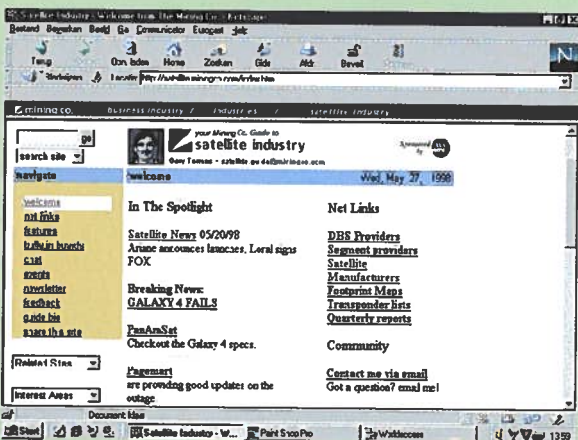 Satellite Industry - Welcome from The Mining Co. - Netscape
Bestand Bewerken Beeld Go Communicator Help
Terug Home Zoeken Gids Afdr Beveil
http://satellite.miningco.com/index.htm
mining co. business/industry / industries / satellite industry
go
search site
your Mining Co. Guide to
satellite industry
Sponsored by
navigate
welcome
Wed, May 27, 1998
welcome
net links
features
bulletin boards
chat
events
newsletter
feedback
guide bio
share this site
Related Sites
Interest Areas
In The Spotlight
Satellite News 05/20/98
Ariane announces launches, Loral signs
FOX
Breaking News:
GALAXY 4 FAILS
PanAmSat
Checkout the Galaxy 4 specs.
Pagemart
are providing good updates on the
outage
Net Links
DBS Providers
Segment providers
Satellite
Manufacturers
Footprint Maps
Transponder lists
Quarterly reports
Community
Contact me via email
Got a question? email me!
Document:
Start
Satellite Industry - W...
Paint Shop Pro
Worldaccess
13:52